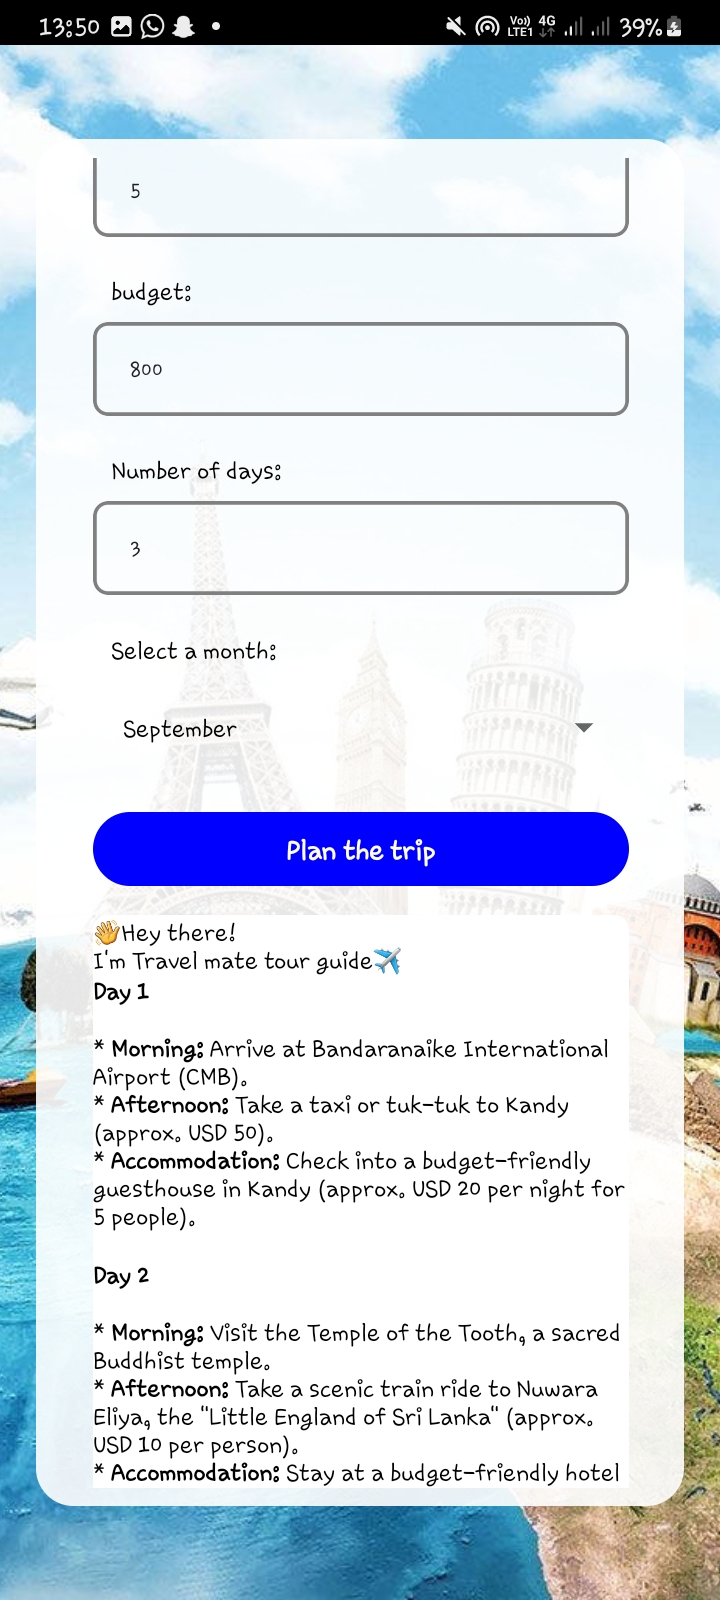 13:50 Vo)) LTE1 4G 39%
5
budget:
800
Number of days:
3
Select a month:
September
Plan the trip
👋Hey there!
I'm Travel mate tour guide✈️
Day 1
* Morning: Arrive at Bandaranaike International
Airport (CMB).
* Afternoon: Take a taxi or tuk-tuk to Kandy
(approx. USD 50).
* Accommodation: Check into a budget-friendly
guesthouse in Kandy (approx. USD 20 per night for
5 people).
Day 2
* Morning: Visit the Temple of the Tooth, a sacred
Buddhist temple.
* Afternoon: Take a scenic train ride to Nuwara
Eliya, the "Little England of Sri Lanka" (approx.
USD 10 per person).
* Accommodation: Stay at a budget-friendly hotel